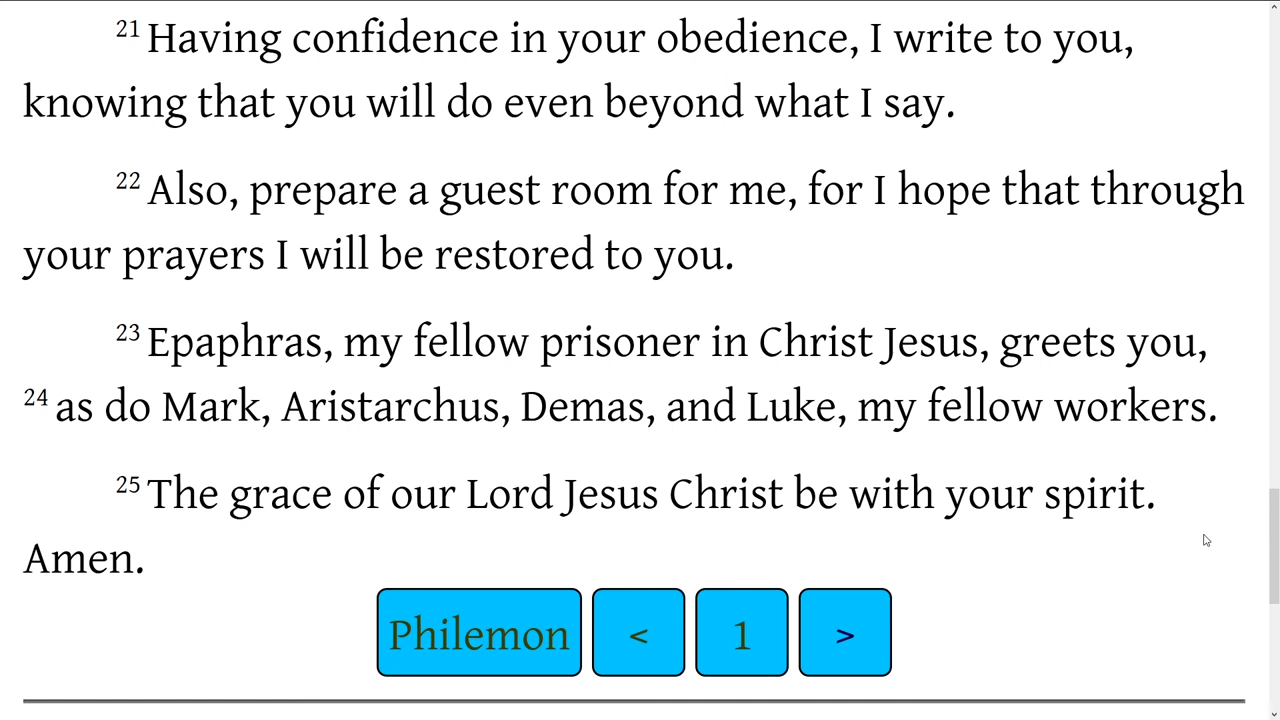 21 Having confidence in your obedience, I write to you,
knowing that you will do even beyond what I say.
22 Also, prepare a guest room for me, for I hope that through
your prayers I will be restored to you.
23 Epaphras, my fellow prisoner in Christ Jesus, greets you,
24 as do Mark, Aristarchus, Demas, and Luke, my fellow workers.
25 The grace of our Lord Jesus Christ be with your spirit.
Amen.
Philemon < 1 >